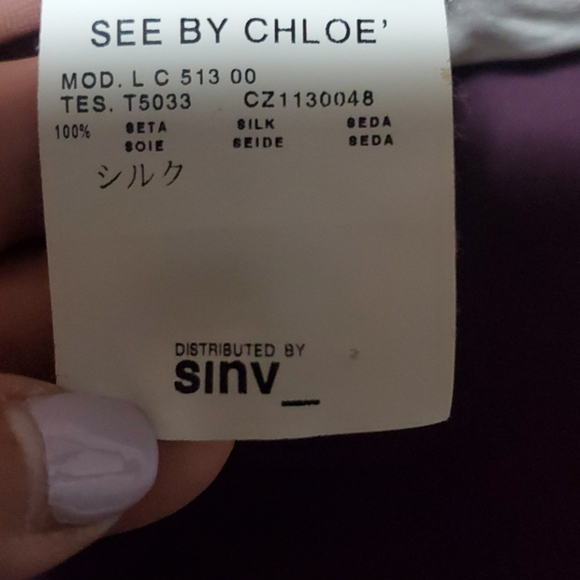 SEE BY CHLOE'
MOD. L C 513 00
TES. T5033 CZ1130048
100% SETA SILK SEDA
SOIE SEIDE SEDA
シルク
DISTRIBUTED BY
sinv_